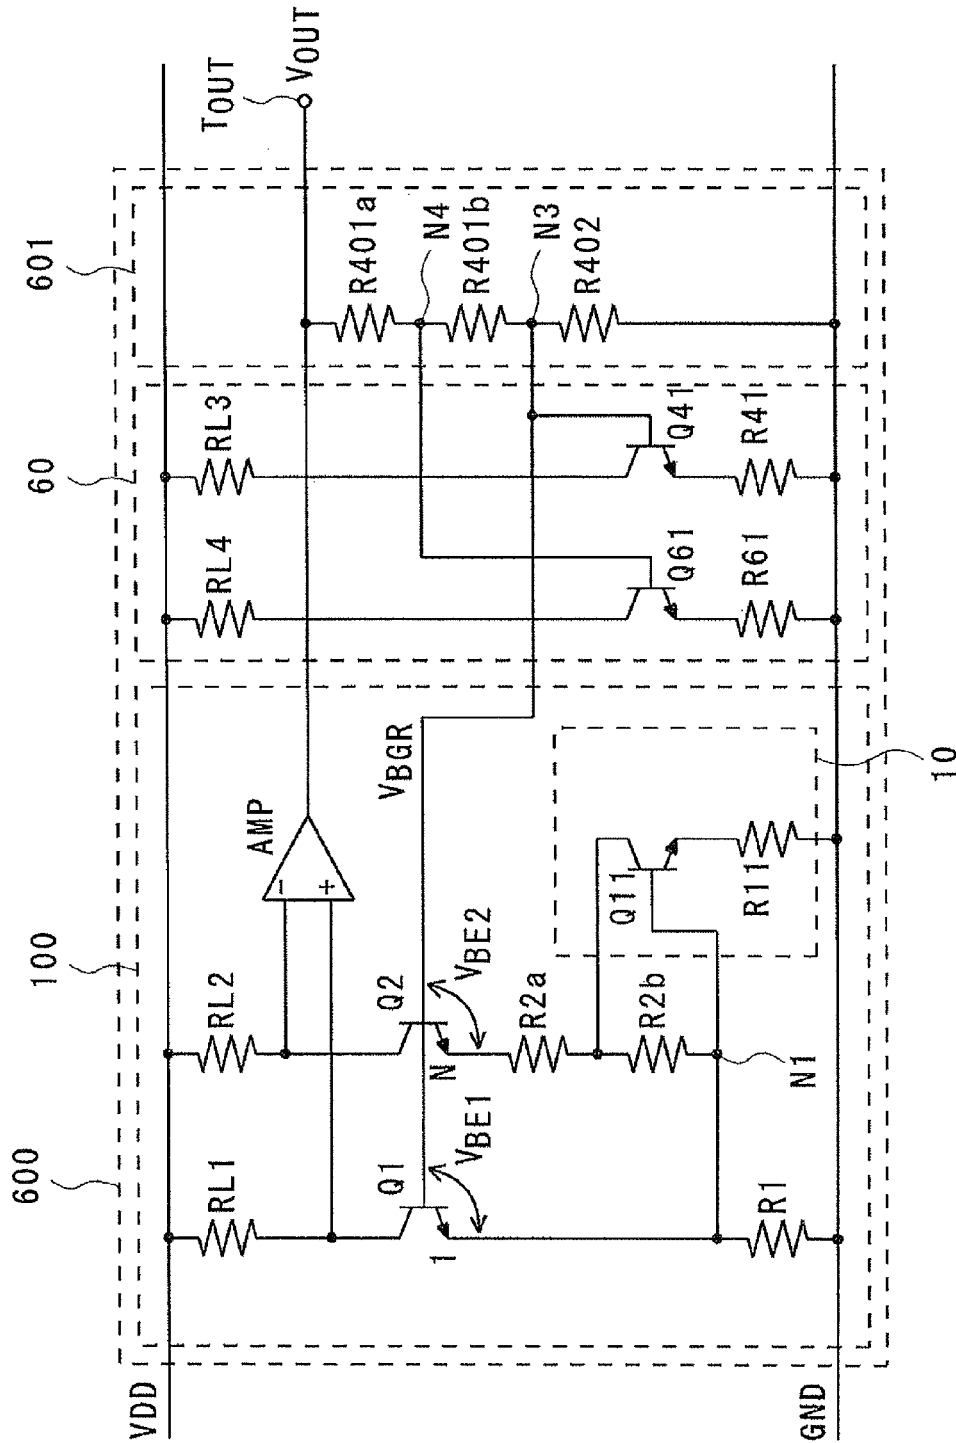 600
100
60
601
VDD
RL1
RL2
RL4
RL3
TOUT
VOUT
AMP
-
+
R401a
N4
R401b
N3
R402
VBGR
Q1
Q2
1
N
VBE1
VBE2
R2a
R2b
Q11
Q61
Q41
R1
R11
R61
R41
N1
10
GND